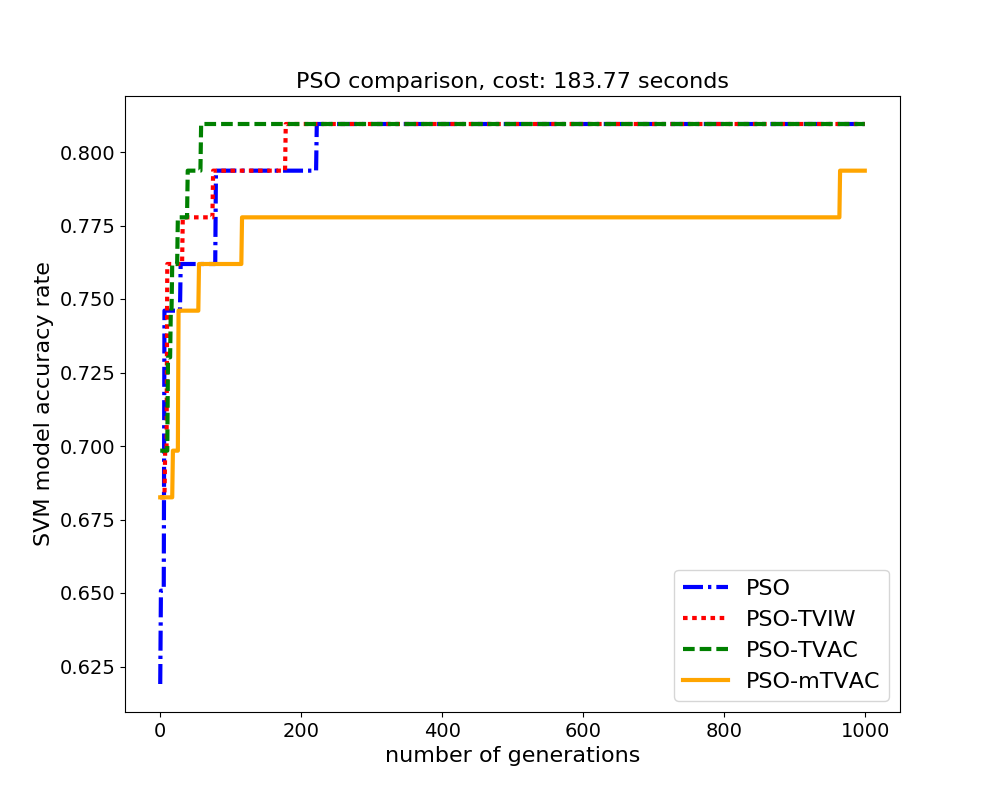 PSO comparison, cost: 183.77 seconds
SVM model accuracy rate
0.800
0.775
0.750
0.725
0.700
0.675
0.650
0.625
0 200 400 600 800 1000
number of generations
PSO
PSO-TVIW
PSO-TVAC
PSO-mTVAC